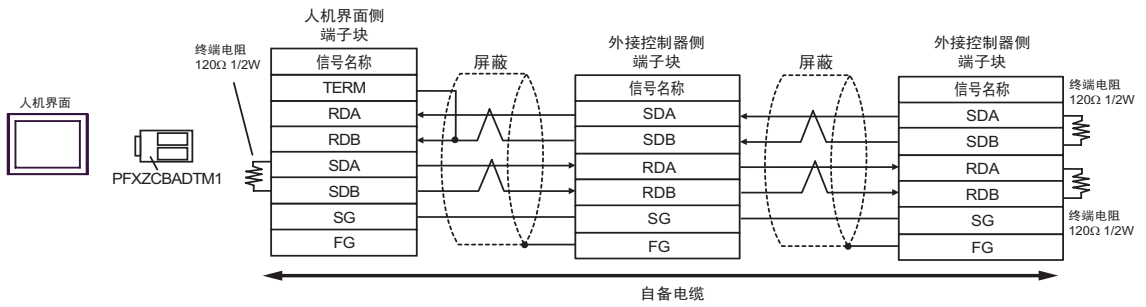 人机界面
PFXZCBADTM1
终端电阻
120Ω 1/2W
人机界面侧
端子块
信号名称
TERM
RDA
RDB
SDA
SDB
SG
FG
屏蔽
外接控制器侧
端子块
信号名称
SDA
SDB
RDA
RDB
SG
FG
屏蔽
外接控制器侧
端子块
信号名称
SDA
SDB
RDA
RDB
SG
FG
终端电阻
120Ω 1/2W
终端电阻
120Ω 1/2W
自备电缆